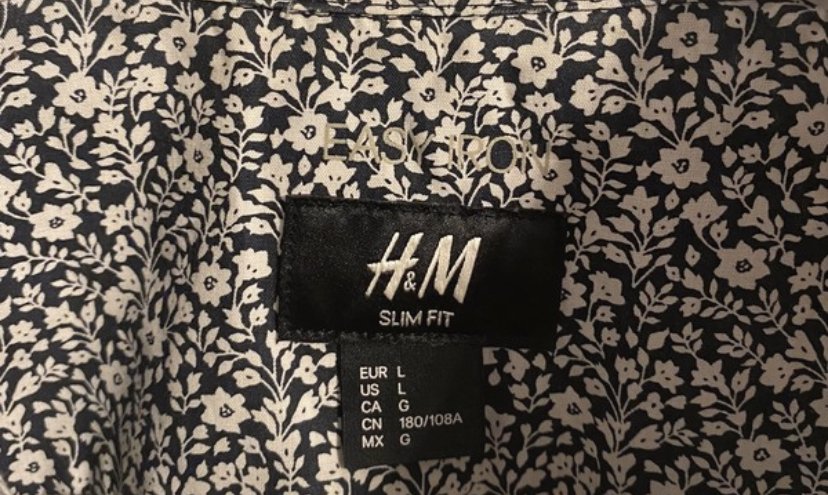 EASY IRON
H&M
SLIM FIT
EUR L
US L
CA G
CN 180/108A
MX G